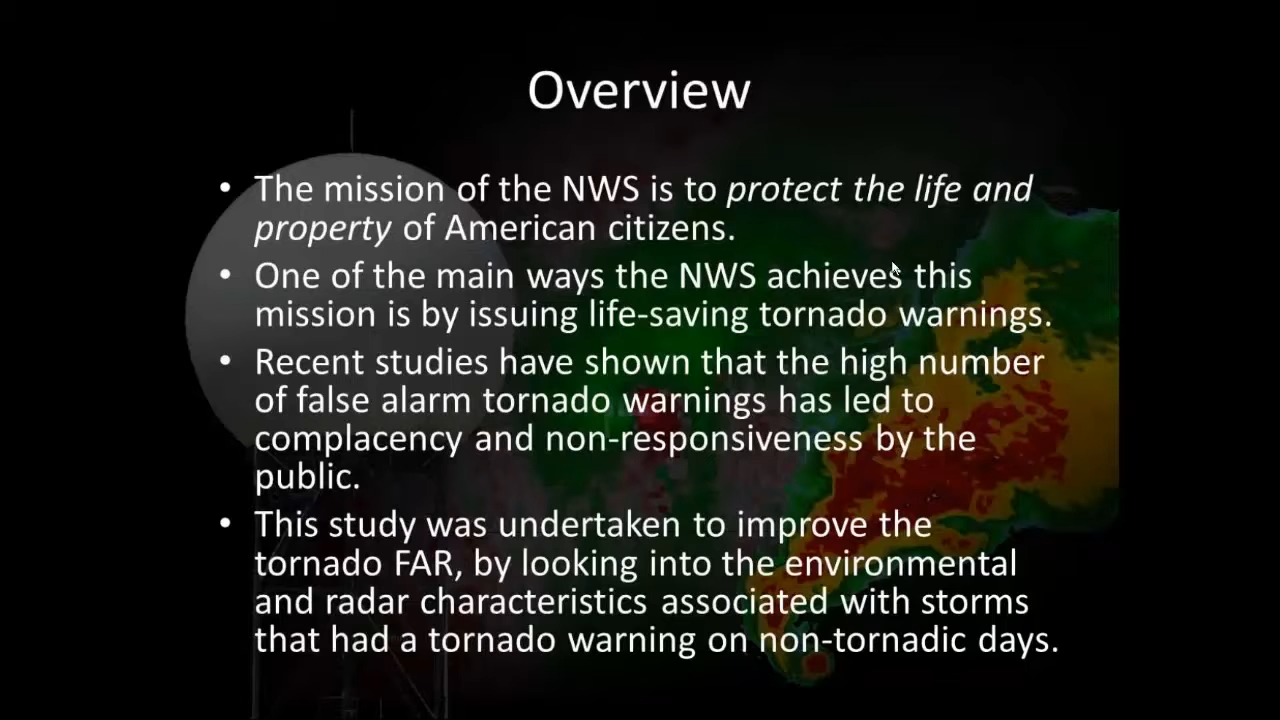 Overview
• The mission of the NWS is to protect the life and
property of American citizens.
• One of the main ways the NWS achieves this
mission is by issuing life-saving tornado warnings.
• Recent studies have shown that the high number
of false alarm tornado warnings has led to
complacency and non-responsiveness by the
public.
• This study was undertaken to improve the
tornado FAR, by looking into the environmental
and radar characteristics associated with storms
that had a tornado warning on non-tornadic days.